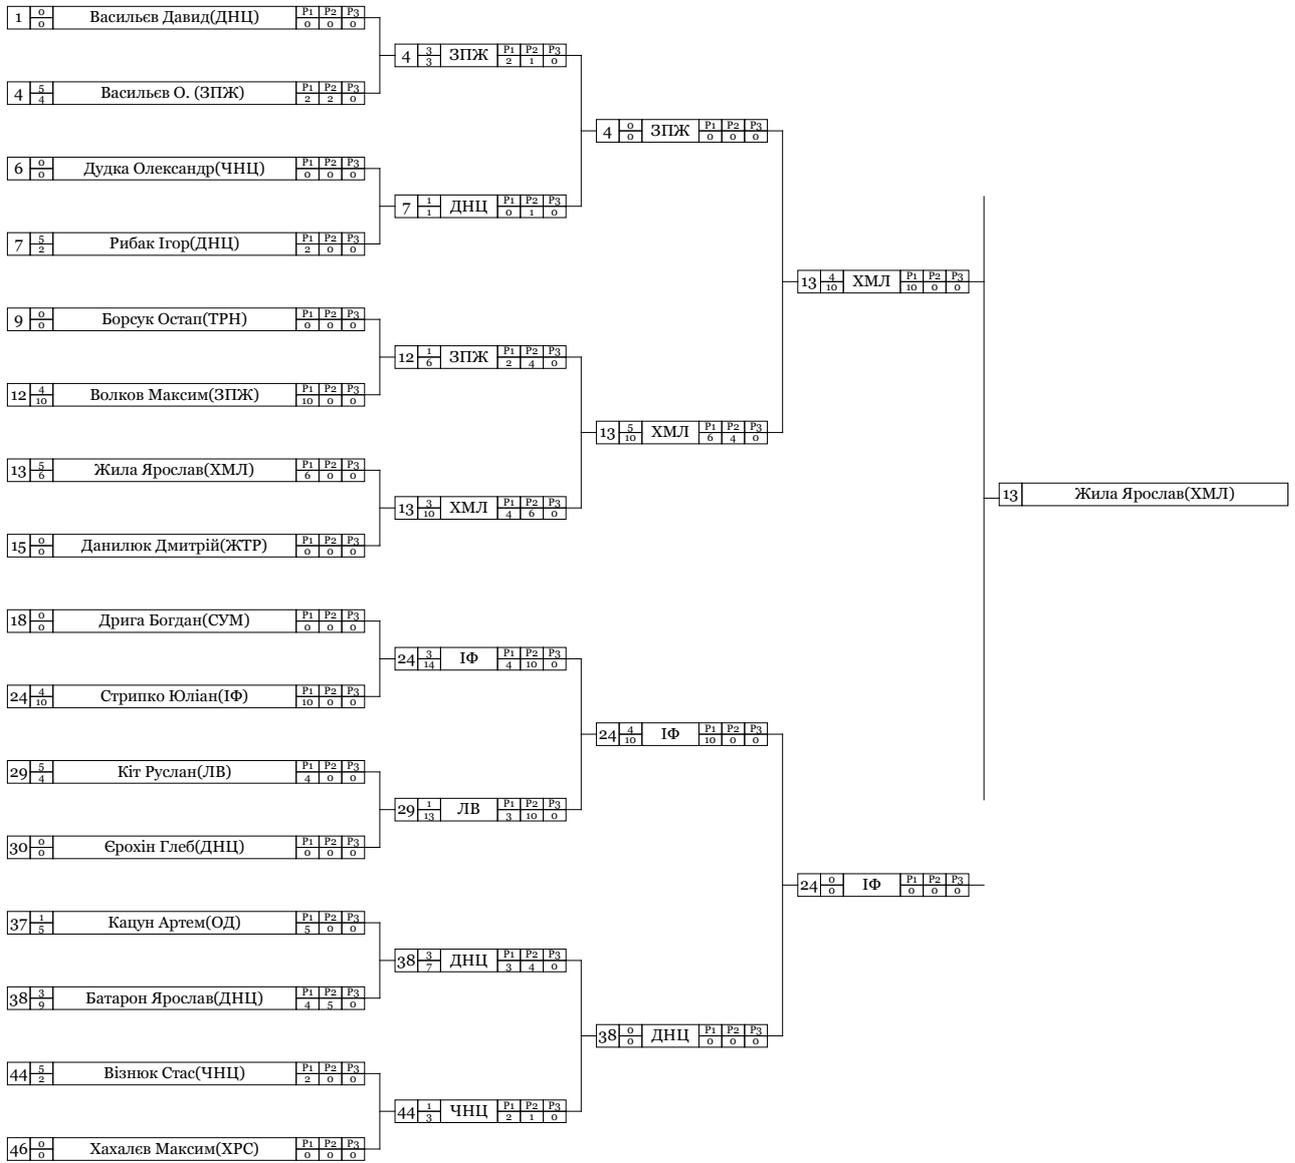 1 0 0 Васильєв Давид(ДНЦ) P1 P2 P3 0 0 0
4 3 3 ЗПЖ P1 P2 P3 2 1 0
4 5 4 Васильєв О. (ЗПЖ) P1 P2 P3 2 2 0
4 0 0 ЗПЖ P1 P2 P3 0 0 0
6 0 0 Дудка Олександр(ЧНЦ) P1 P2 P3 0 0 0
7 1 1 ДНЦ P1 P2 P3 0 1 0
7 5 2 Рибак Ігор(ДНЦ) P1 P2 P3 2 0 0
13 4 10 ХМЛ P1 P2 P3 10 0 0
9 0 0 Борсук Остап(ТРН) P1 P2 P3 0 0 0
12 1 6 ЗПЖ P1 P2 P3 2 4 0
12 4 10 Волков Максим(ЗПЖ) P1 P2 P3 10 0 0
13 5 10 ХМЛ P1 P2 P3 6 4 0
13 5 6 Жила Ярослав(ХМЛ) P1 P2 P3 6 0 0
13 Жила Ярослав(ХМЛ)
13 3 10 ХМЛ P1 P2 P3 4 6 0
15 0 0 Данилюк Дмитрій(ЖТР) P1 P2 P3 0 0 0
18 0 0 Дрига Богдан(СУМ) P1 P2 P3 0 0 0
24 3 14 ІФ P1 P2 P3 4 10 0
24 4 10 Стрипко Юліан(ІФ) P1 P2 P3 10 0 0
24 4 10 ІФ P1 P2 P3 10 0 0
29 5 4 Кіт Руслан(ЛВ) P1 P2 P3 4 0 0
29 1 13 ЛВ P1 P2 P3 3 10 0
30 0 0 Єрохін Глеб(ДНЦ) P1 P2 P3 0 0 0
24 0 0 ІФ P1 P2 P3 0 0 0
37 1 5 Кацун Артем(ОД) P1 P2 P3 5 0 0
38 3 7 ДНЦ P1 P2 P3 3 4 0
38 3 9 Батарон Ярослав(ДНЦ) P1 P2 P3 4 5 0
38 0 0 ДНЦ P1 P2 P3 0 0 0
44 5 2 Візнюк Стас(ЧНЦ) P1 P2 P3 2 0 0
44 1 3 ЧНЦ P1 P2 P3 2 1 0
46 0 0 Хахалєв Максим(ХРС) P1 P2 P3 0 0 0